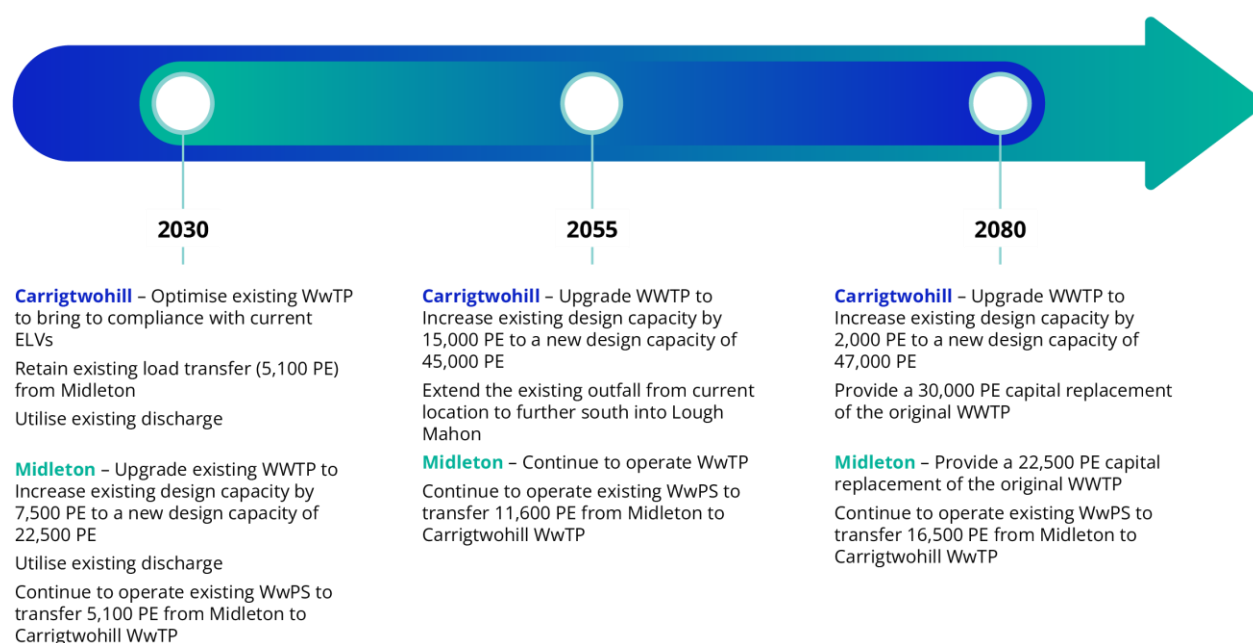 2030
Carrigtwohill – Optimise existing WwTP
to bring to compliance with current
ELVs
Retain existing load transfer (5,100 PE)
from Midleton
Utilise existing discharge
Midleton – Upgrade existing WWTP to
Increase existing design capacity by
7,500 PE to a new design capacity of
22,500 PE
Utilise existing discharge
Continue to operate existing WwPS to
transfer 5,100 PE from Midleton to
Carrigtwohill WwTP
2055
Carrigtwohill – Upgrade WWTP to
Increase existing design capacity by
15,000 PE to a new design capacity of
45,000 PE
Extend the existing outfall from current
location to further south into Lough
Mahon
Midleton – Continue to operate WwTP
Continue to operate existing WwPS to
transfer 11,600 PE from Midleton to
Carrigtwohill WwTP
2080
Carrigtwohill – Upgrade WWTP to
Increase existing design capacity by
2,000 PE to a new design capacity of
47,000 PE
Provide a 30,000 PE capital replacement
of the original WWTP
Midleton – Provide a 22,500 PE capital
replacement of the original WWTP
Continue to operate existing WwPS to
transfer 16,500 PE from Midleton to
Carrigtwohill WwTP